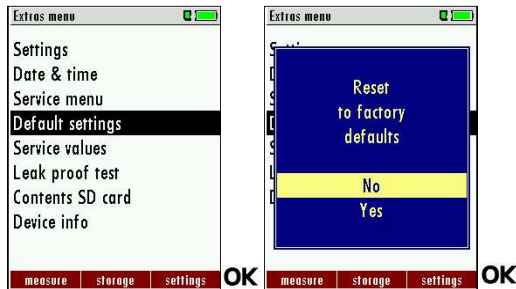 Extras menu
Settings
Date & time
Service menu
Default settings
Service values
Leak proof test
Contents SD card
Device info
measure storage settings
OK
Extras menu
Reset
to factory
defaults
No
Yes
measure storage settings
OK